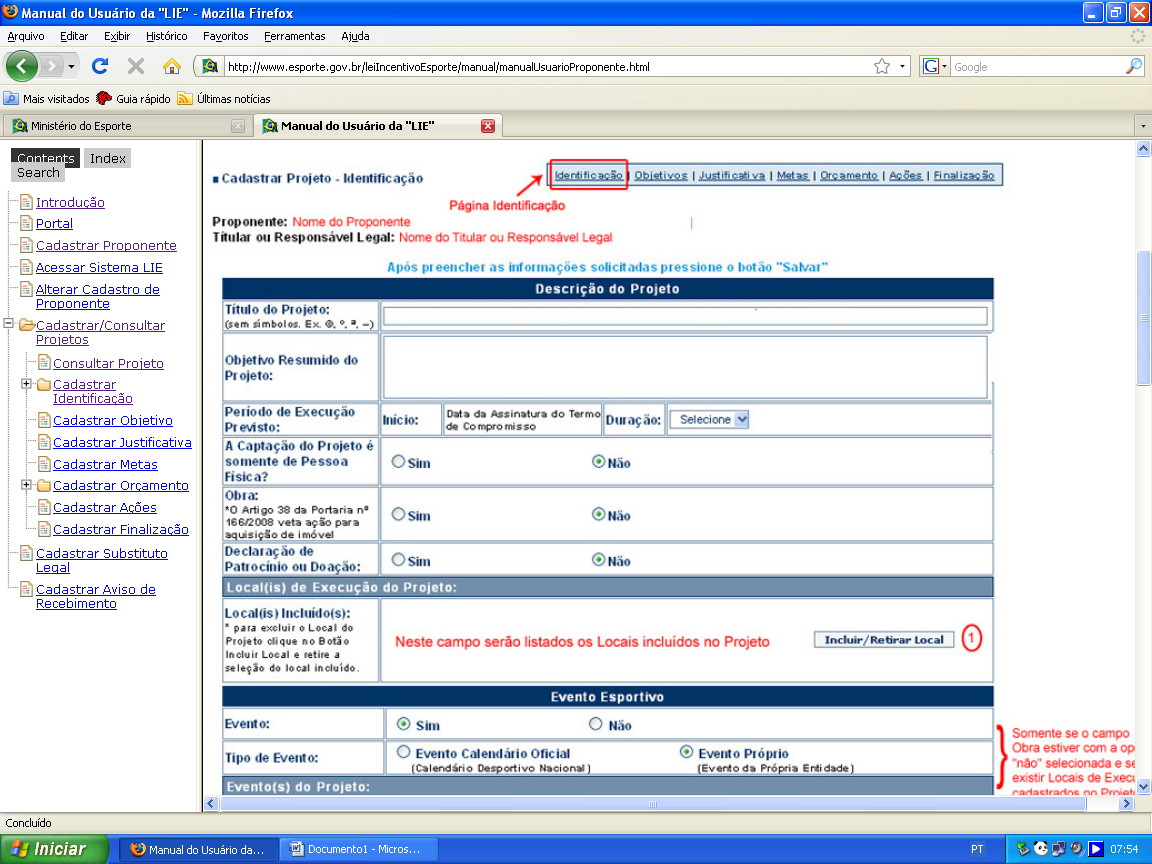 Manual do Usuário da "LIE" - Mozilla Firefox
Arquivo Editar Exibir Histórico Favoritos Ferramentas Ajuda
http://www.esporte.gov.br/leiIncentivoEsporte/manual/manualUsuarioProponente.html
Google
Mais visitados Guia rápido Últimas notícias
Ministério do Esporte
Manual do Usuário da "LIE"
Contents Index
Search
Introdução
Portal
Cadastrar Proponente
Acessar Sistema LIE
Alterar Cadastro de
Proponente
Cadastrar/Consultar
Projetos
Consultar Projeto
Cadastrar
Identificação
Cadastrar Objetivo
Cadastrar Justificativa
Cadastrar Metas
Cadastrar Orçamento
Cadastrar Ações
Cadastrar Finalização
Cadastrar Substituto
Legal
Cadastrar Aviso de
Recebimento
Cadastrar Projeto - Identificação
Identificação | Objetivos | Justificativa | Metas | Orçamento | Ações | Finalização
Página Identificação
Proponente: Nome do Proponente
Titular ou Responsável Legal: Nome do Titular ou Responsável Legal
Após preencher as informações solicitadas pressione o botão "Salvar"
Descrição do Projeto
Título do Projeto:
(sem símbolos. Ex. @, º, ª, –)
Objetivo Resumido do
Projeto:
Período de Execução
Previsto:
Início:
Data da Assinatura do Termo
de Compromisso
Duração:
Selecione
A Captação do Projeto é
somente de Pessoa
Física?
Sim Não
Obra:
*O Artigo 38 da Portaria nº
166/2008 veta ação para
aquisição de imóvel
Sim Não
Declaração de
Patrocínio ou Doação:
Sim Não
Local(is) de Execução do Projeto:
Local(is) Incluído(s):
* para excluir o Local do
Projeto clique no Botão
Incluir Local e retire a
seleção do local incluído.
Neste campo serão listados os Locais incluidos no Projeto
Incluir/Retirar Local
1
Evento Esportivo
Evento:
Sim Não
Tipo de Evento:
Evento Calendário Oficial
(Calendário Desportivo Nacional)
Evento Próprio
(Evento da Própria Entidade)
Evento(s) do Projeto:
Somente se o campo
Obra estiver com a op
"não" selecionada e se
existir Locais de Execu
cadastrados no Projet
Concluído
Iniciar
Manual do Usuário da...
Documento1 - Micros...
PT
07:54